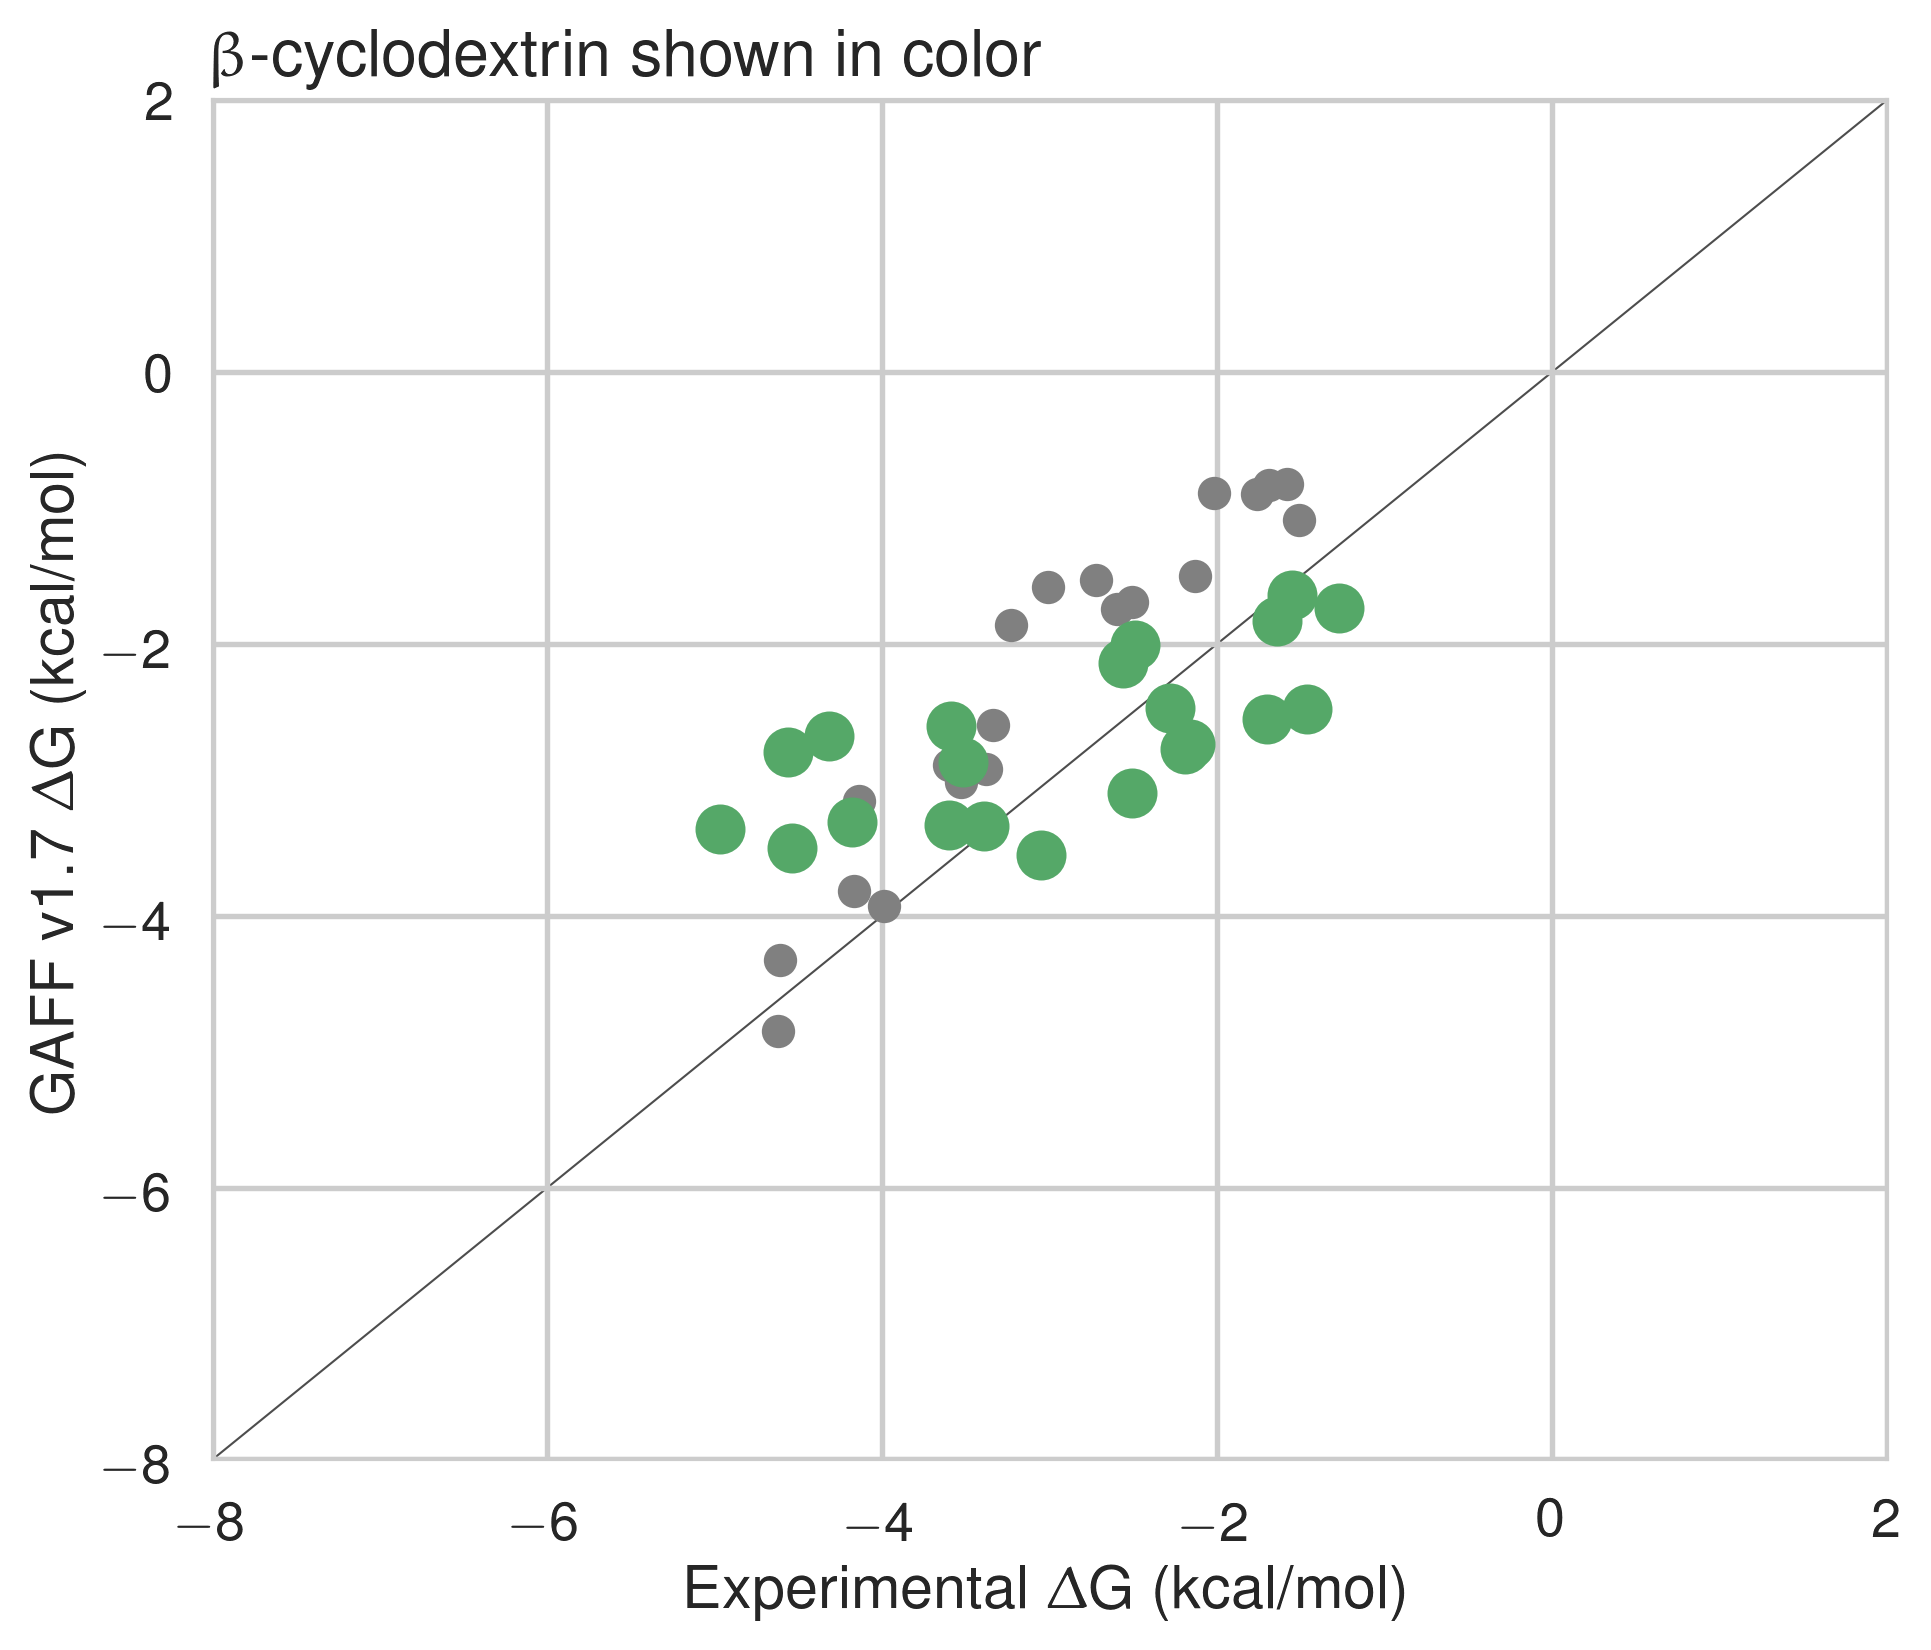 β-cyclodextrin shown in color
2
0
−2
−4
−6
−8
GAFF v1.7 ΔG (kcal/mol)
−8 −6 −4 −2 0 2
Experimental ΔG (kcal/mol)